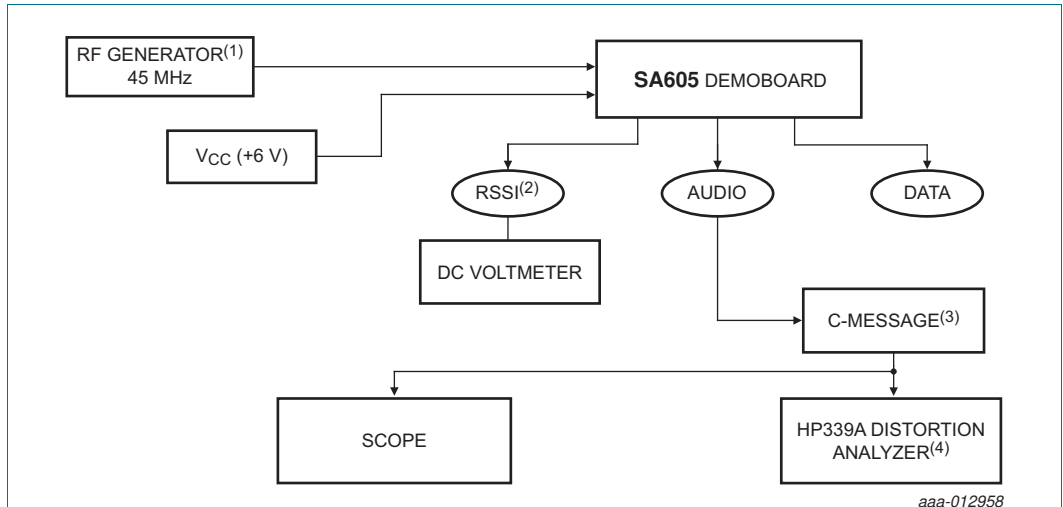 RF GENERATOR(1)
45 MHz
SA605 DEMOBOARD
VCC (+6 V)
RSSI(2)
AUDIO
DATA
DC VOLTMETER
C-MESSAGE(3)
SCOPE
HP339A DISTORTION
ANALYZER(4)
aaa-012958